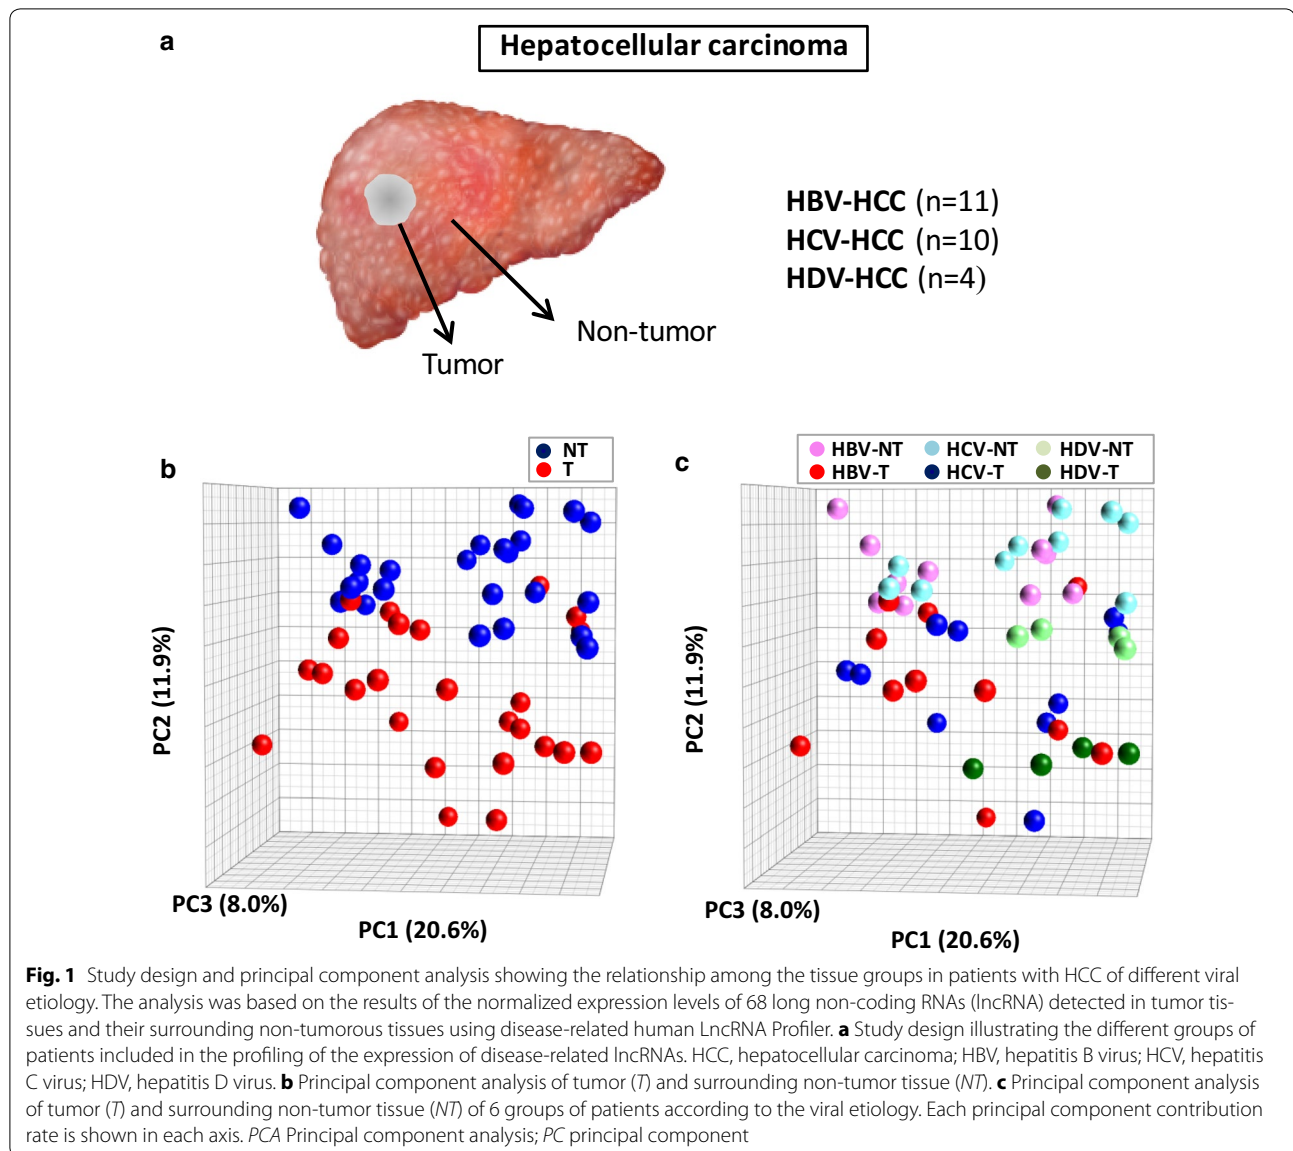 a
Hepatocellular carcinoma
HBV-HCC (n=11)
HCV-HCC (n=10)
HDV-HCC (n=4)
Non-tumor
Tumor
b
NT
T
PC2 (11.9%)
PC3 (8.0%)
PC1 (20.6%)
c
HBV-NT HCV-NT HDV-NT
HBV-T HCV-T HDV-T
PC2 (11.9%)
PC3 (8.0%)
PC1 (20.6%)
Fig. 1 Study design and principal component analysis showing the relationship among the tissue groups in patients with HCC of different viral
etiology. The analysis was based on the results of the normalized expression levels of 68 long non-coding RNAs (lncRNA) detected in tumor tis-
sues and their surrounding non-tumorous tissues using disease-related human LncRNA Profiler. a Study design illustrating the different groups of
patients included in the profiling of the expression of disease-related lncRNAs. HCC, hepatocellular carcinoma; HBV, hepatitis B virus; HCV, hepatitis
C virus; HDV, hepatitis D virus. b Principal component analysis of tumor (T) and surrounding non-tumor tissue (NT). c Principal component analysis
of tumor (T) and surrounding non-tumor tissue (NT) of 6 groups of patients according to the viral etiology. Each principal component contribution
rate is shown in each axis. PCA Principal component analysis; PC principal component